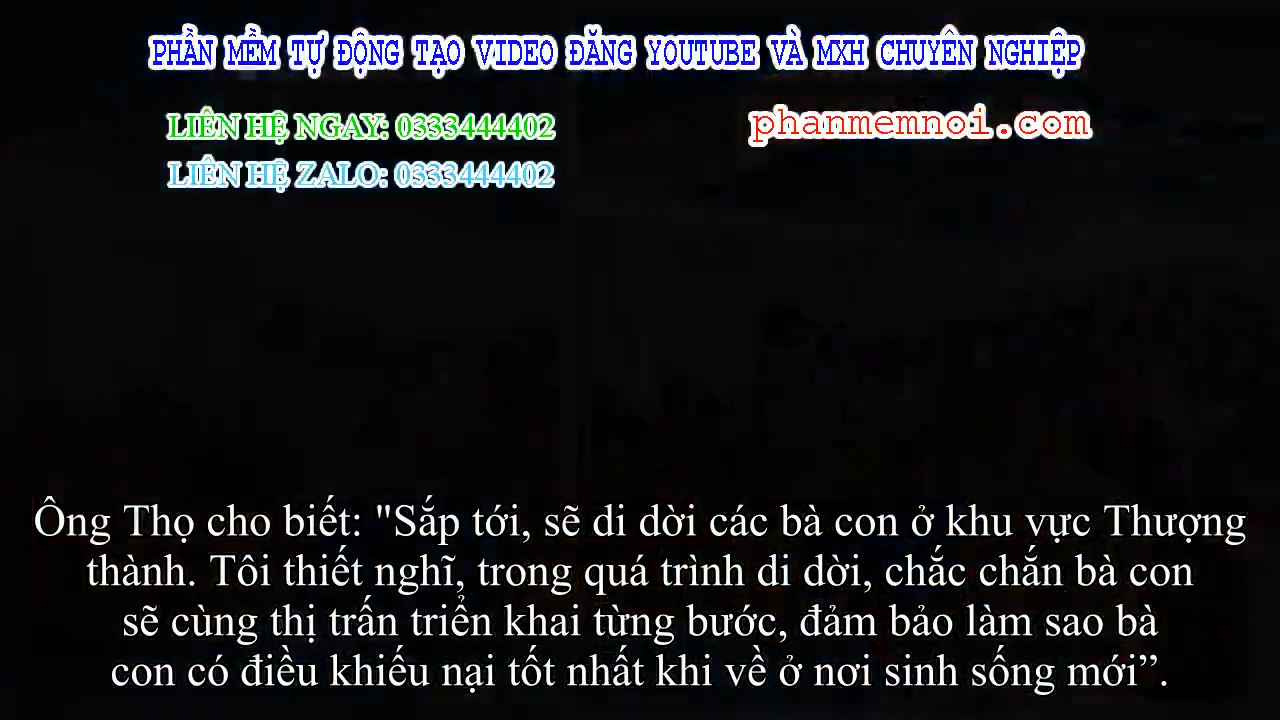 PHẦN MỀM TỰ ĐỘNG TẠO VIDEO ĐĂNG YOUTUBE VÀ MXH CHUYÊN NGHIỆP
LIÊN HỆ NGAY: 0333444402
phanmemnoi.com
LIÊN HỆ ZALO: 0333444402
Ông Thọ cho biết: "Sắp tới, sẽ di dời các bà con ở khu vực Thượng
thành. Tôi thiết nghĩ, trong quá trình di dời, chắc chắn bà con
sẽ cùng thị trấn triển khai từng bước, đảm bảo làm sao bà
con có điều khiếu nại tốt nhất khi về ở nơi sinh sống mới”.